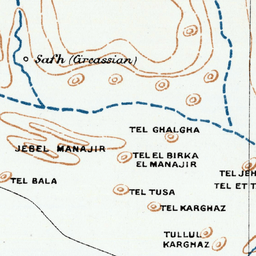 Safh (Circassian)
TEL GHALGHA
JEBEL MANAJIR
TEL EL BIRKA
EL MANAJIR
TEL BALA
TEL TUSA
TEL KARGHAZ
TULLUL
KARGHAZ
TEL JEH
TEL ET T